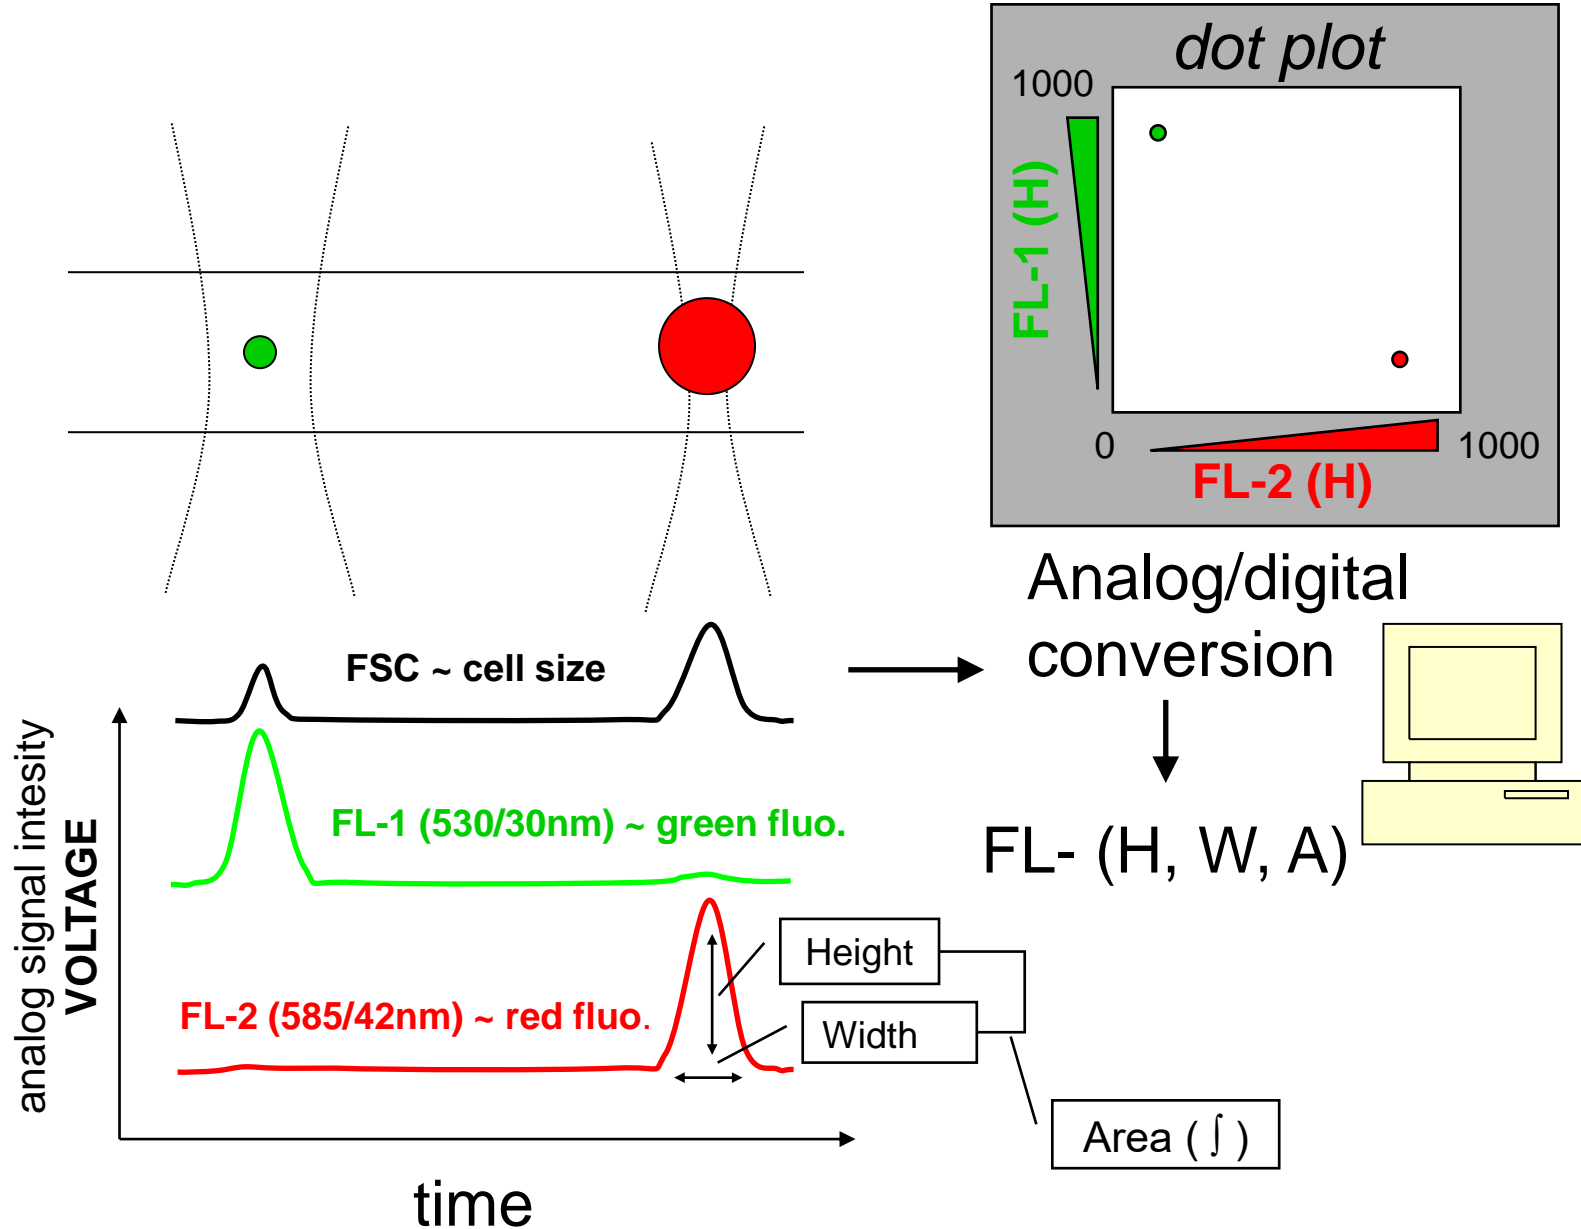 dot plot
1000
FL-1 (H)
0
1000
FL-2 (H)
Analog/digital
conversion
FL- (H, W, A)
FSC ~ cell size
FL-1 (530/30nm) ~ green fluo.
FL-2 (585/42nm) ~ red fluo.
analog signal intesity
VOLTAGE
Height
Width
Area ( ∫ )
time